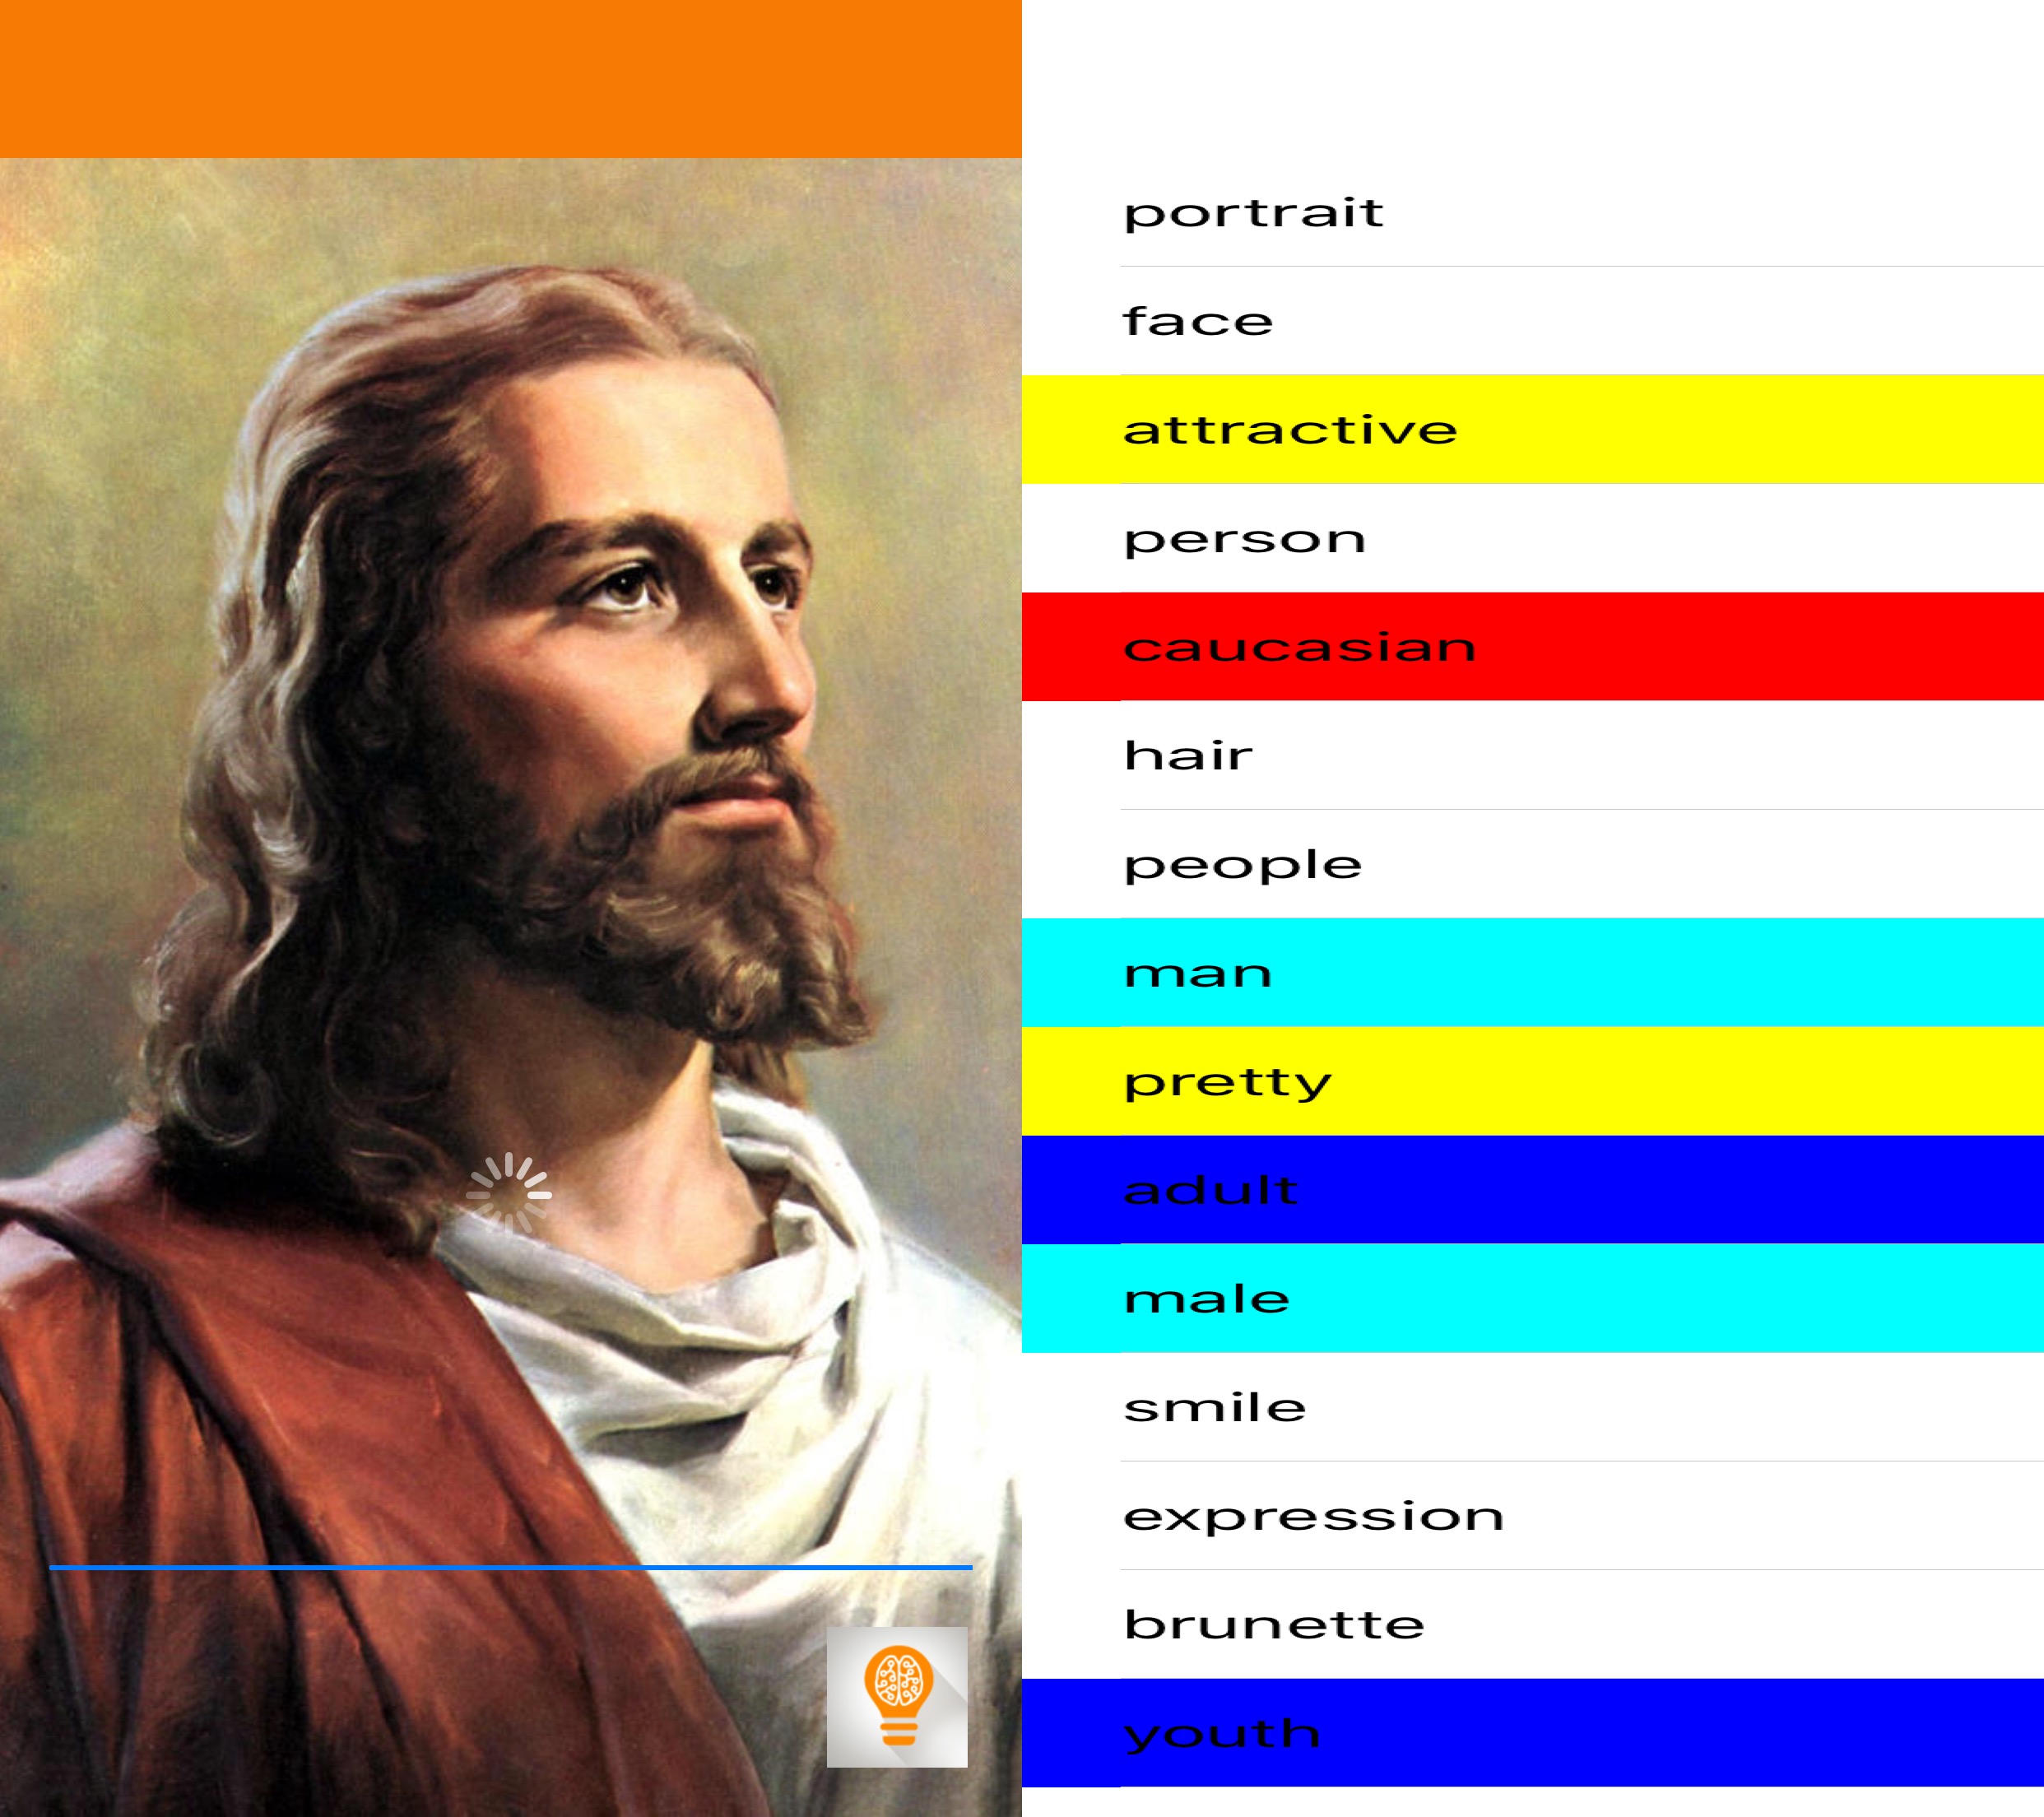 portrait
face
attractive
person
caucasian
hair
people
man
pretty
adult
male
smile
expression
brunette
youth